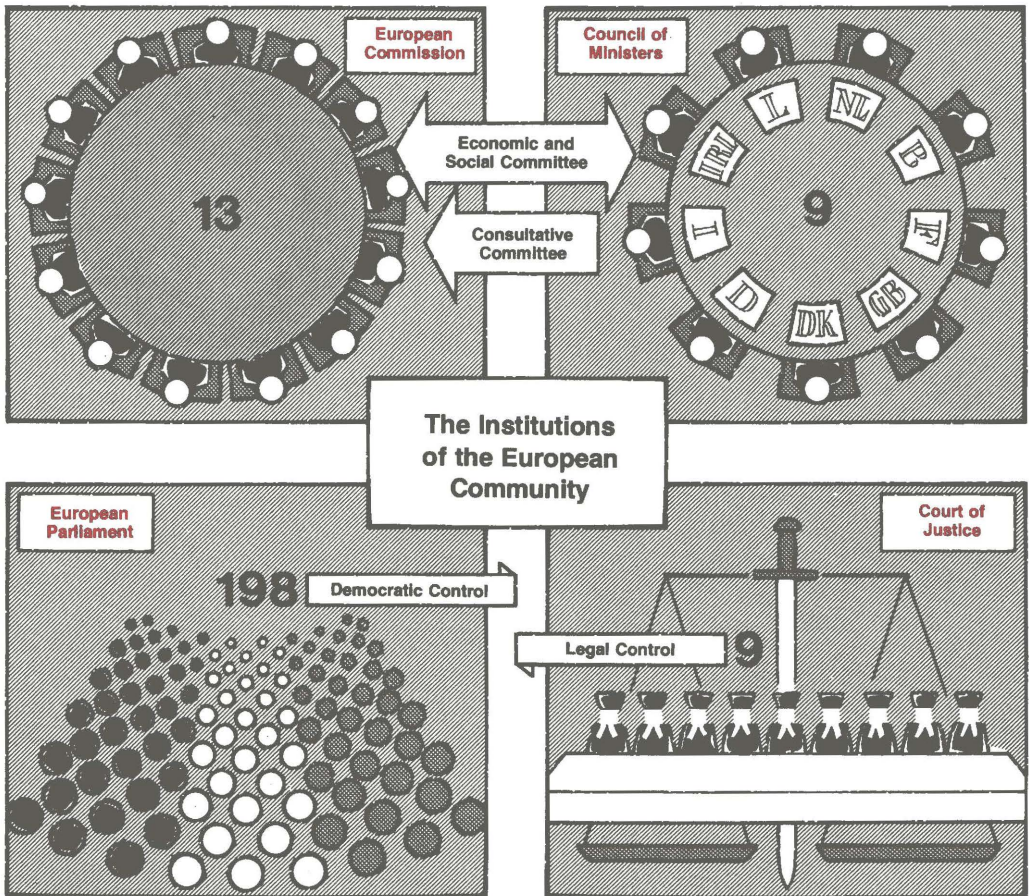 European
Commission
Council of
Ministers
Economic and
Social Committee
Consultative
Committee
13
9
L
NL
B
F
GB
DK
D
I
IRL
The Institutions
of the European
Community
European
Parliament
198
Democratic Control
Court of
Justice
Legal Control
9